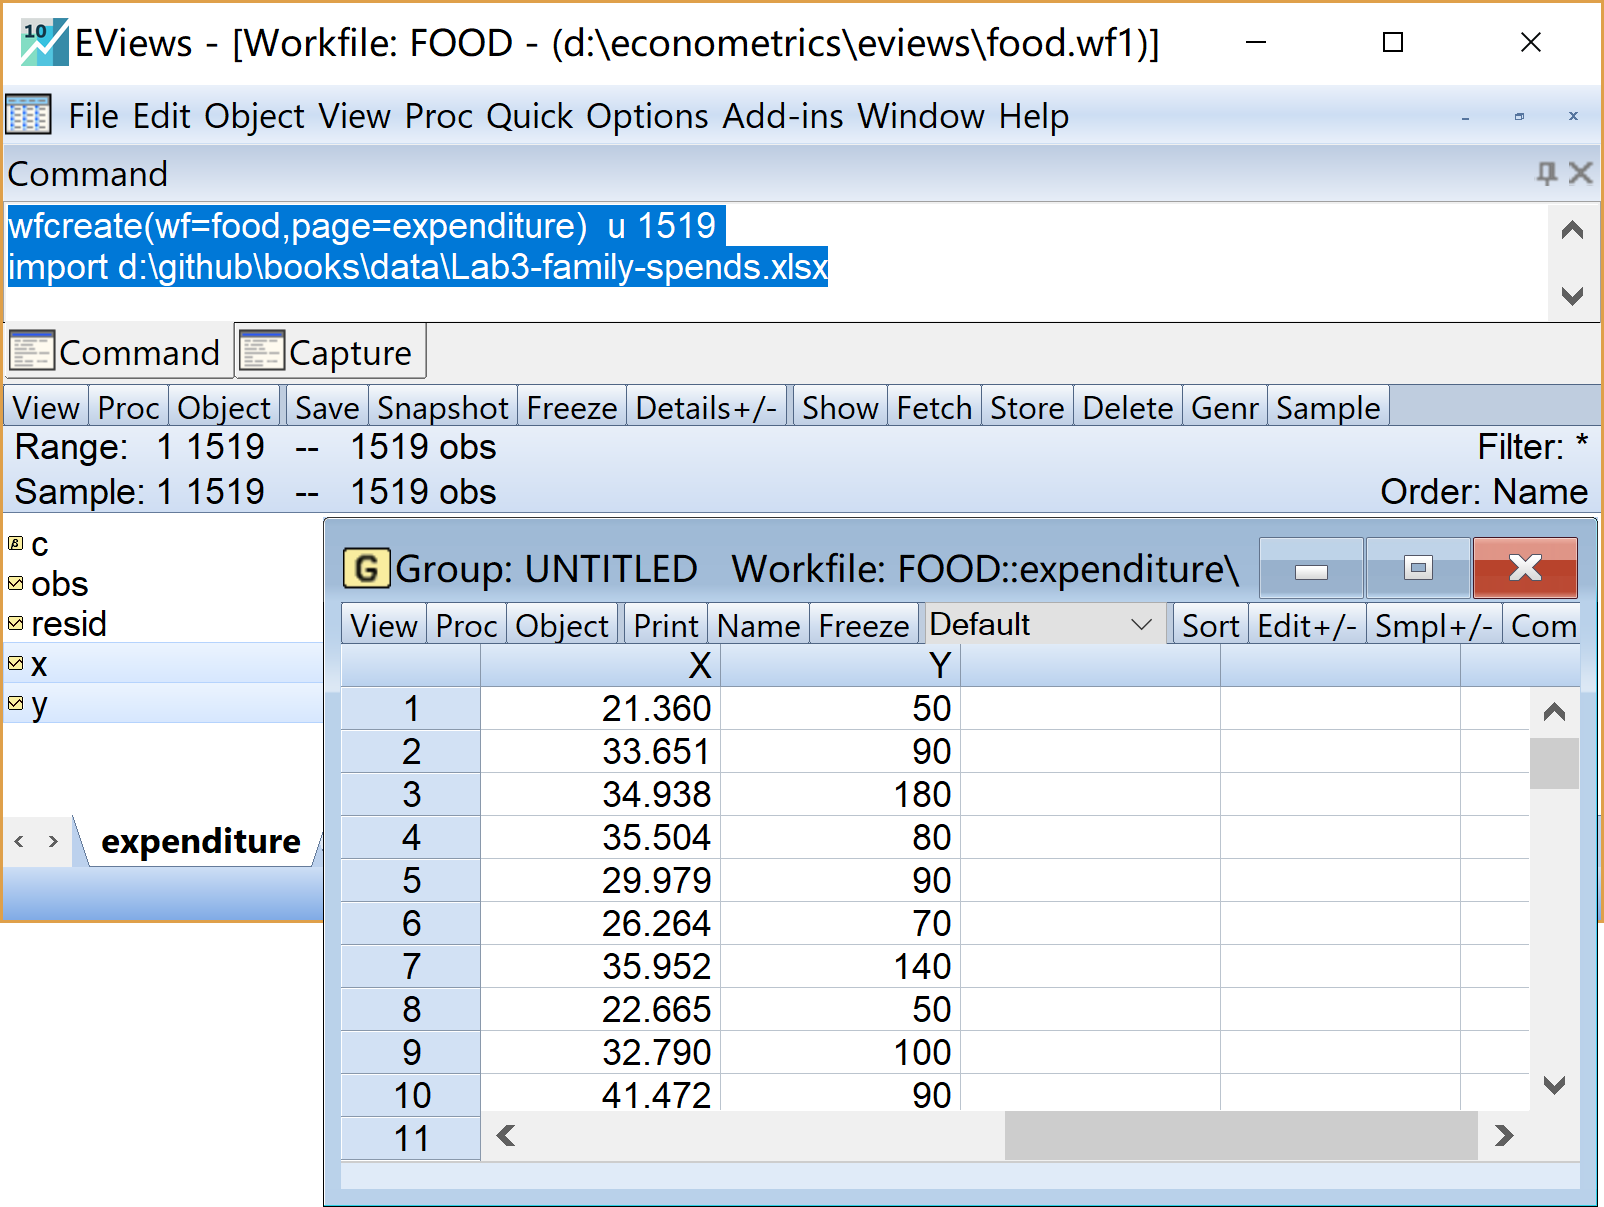 10 EViews - [Workfile: FOOD - (d:\econometrics\eviews\food.wf1)]
File Edit Object View Proc Quick Options Add-ins Window Help
Command
wfcreate(wf=food,page=expenditure)  u 1519
import d:\github\books\data\Lab3-family-spends.xlsx
Command Capture
View Proc Object Save Snapshot Freeze Details+/- Show Fetch Store Delete Genr Sample
Range: 1 1519 -- 1519 obs Filter: *
Sample: 1 1519 -- 1519 obs Order: Name
β c
obs
resid
x
y
expenditure
G Group: UNTITLED Workfile: FOOD::expenditure\
View Proc Object Print Name Freeze Default Sort Edit+/- Smpl+/- Com
X Y
1 21.360 50
2 33.651 90
3 34.938 180
4 35.504 80
5 29.979 90
6 26.264 70
7 35.952 140
8 22.665 50
9 32.790 100
10 41.472 90
11